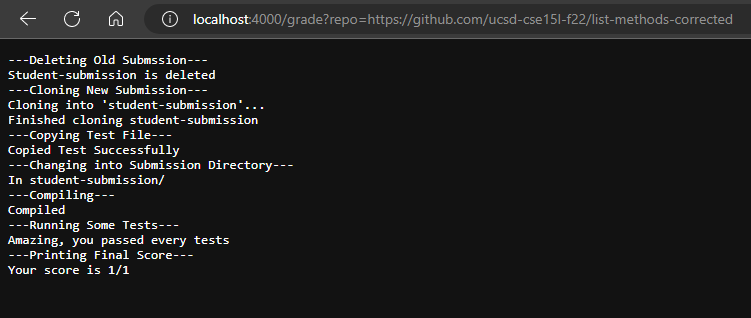 localhost:4000/grade?repo=https://github.com/ucsd-cse15l-f22/list-methods-corrected
---Deleting Old Submssion---
Student-submission is deleted
---Cloning New Submission---
Cloning into 'student-submission'...
Finished cloning student-submission
---Copying Test File---
Copied Test Successfully
---Changing into Submission Directory---
In student-submission/
---Compiling---
Compiled
---Running Some Tests---
Amazing, you passed every tests
---Printing Final Score---
Your score is 1/1